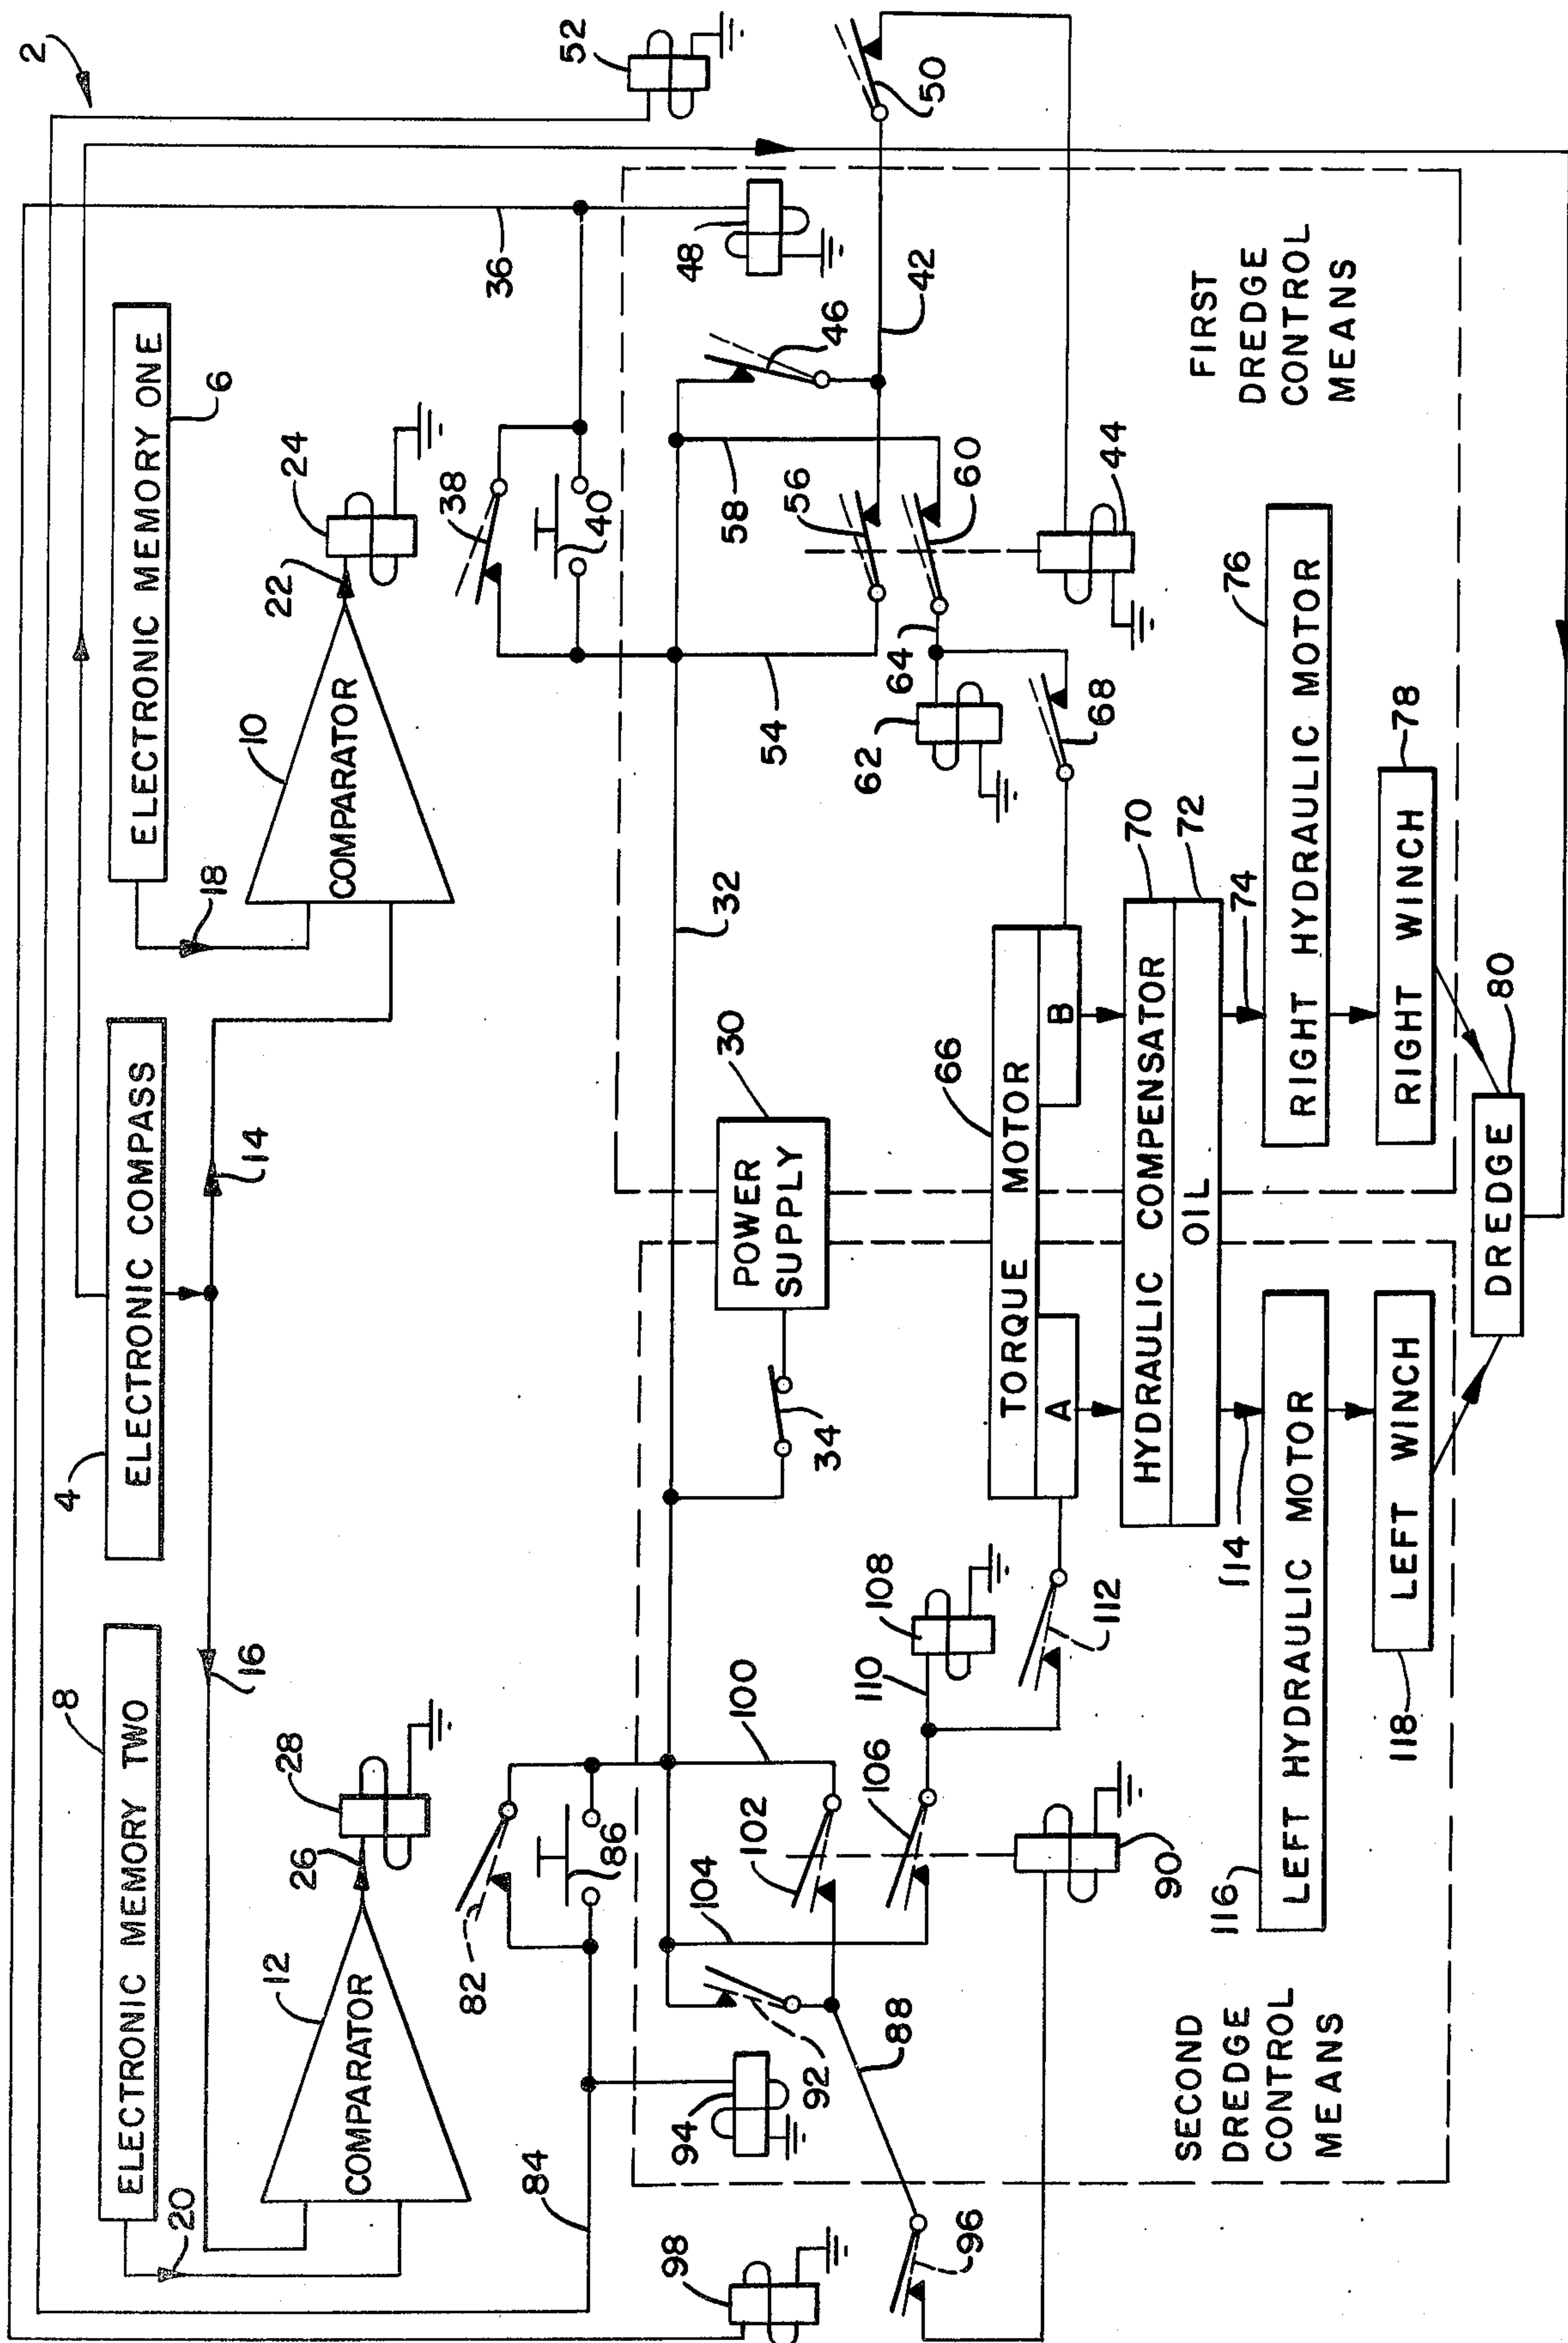 2
4
ELECTRONIC COMPASS
8
ELECTRONIC MEMORY TWO
ELECTRONIC MEMORY ONE
6
20
16
14
18
12
COMPARATOR
26
28
10
COMPARATOR
22
24
52
82
86
84
38
40
36
32
98
94
92
104
102
100
88
96
106
110
108
112
90
34
POWER
SUPPLY
30
54
58
56
60
46
48
42
50
62
64
68
44
TORQUE MOTOR
66
A
B
HYDRAULIC COMPENSATOR
70
OIL
72
114
74
116
LEFT HYDRAULIC MOTOR
RIGHT HYDRAULIC MOTOR
76
118
LEFT WINCH
RIGHT WINCH
78
DREDGE
80
SECOND
DREDGE
CONTROL
MEANS
FIRST
DREDGE
CONTROL
MEANS